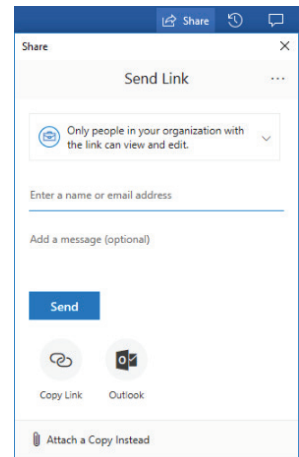 Share
Share
Send Link
Only people in your organization with
the link can view and edit.
Enter a name or email address
Add a message (optional)
Send
Copy Link
Outlook
Attach a Copy Instead